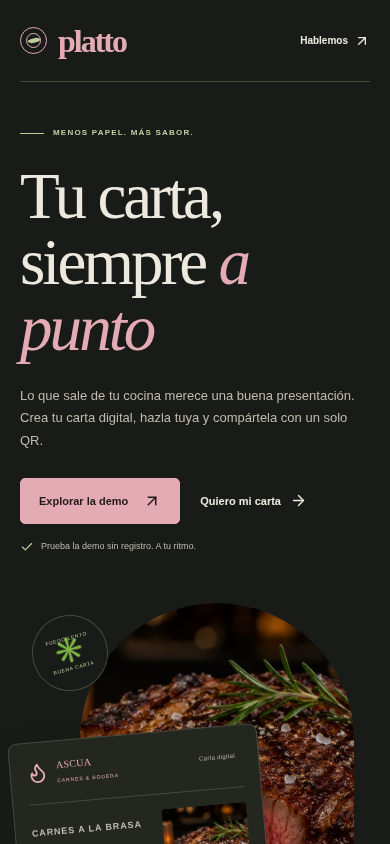 platto
Hablemos
MENOS PAPEL. MÁS SABOR.
Tu carta,
siempre a
punto
Lo que sale de tu cocina merece una buena presentación.
Crea tu carta digital, hazla tuya y compártela con un solo
QR.
Explorar la demo
Quiero mi carta
Prueba la demo sin registro. A tu ritmo.
FUEGO LENTO
BUENA CARTA
ASCUA
CARNES & BODEGA
Carta digital
CARNES A LA BRASA